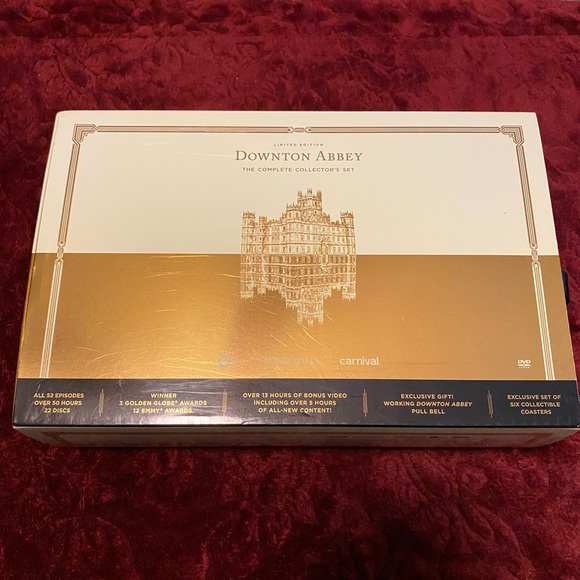 LIMITED EDITION
DOWNTON ABBEY
THE COMPLETE COLLECTOR'S SET
carnival
DVD
ALL 52 EPISODES
OVER 50 HOURS
22 DISCS
WINNER
3 GOLDEN GLOBE® AWARDS
12 EMMY® AWARDS
OVER 13 HOURS OF BONUS VIDEO
INCLUDING OVER 5 HOURS
OF ALL-NEW CONTENT!
EXCLUSIVE GIFT!
WORKING DOWNTON ABBEY
PULL BELL
EXCLUSIVE SET OF
SIX COLLECTIBLE
COASTERS